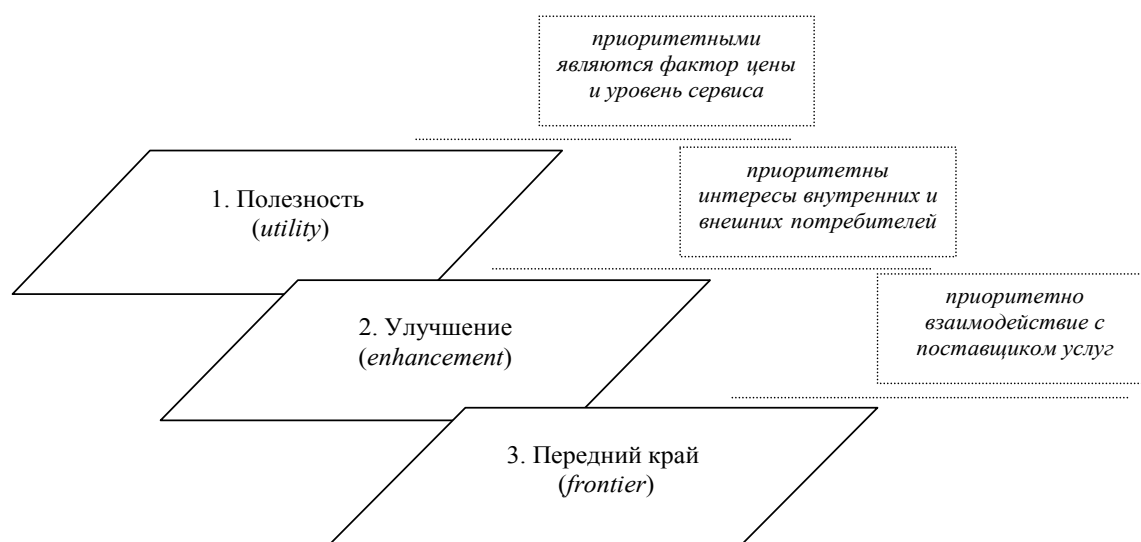 приоритетными
являются фактор цены
и уровень сервиса
1. Полезность
(utility)
приоритетны
интересы внутренних и
внешних потребителей
2. Улучшение
(enhancement)
приоритетно
взаимодействие с
поставщиком услуг
3. Передний край
(frontier)